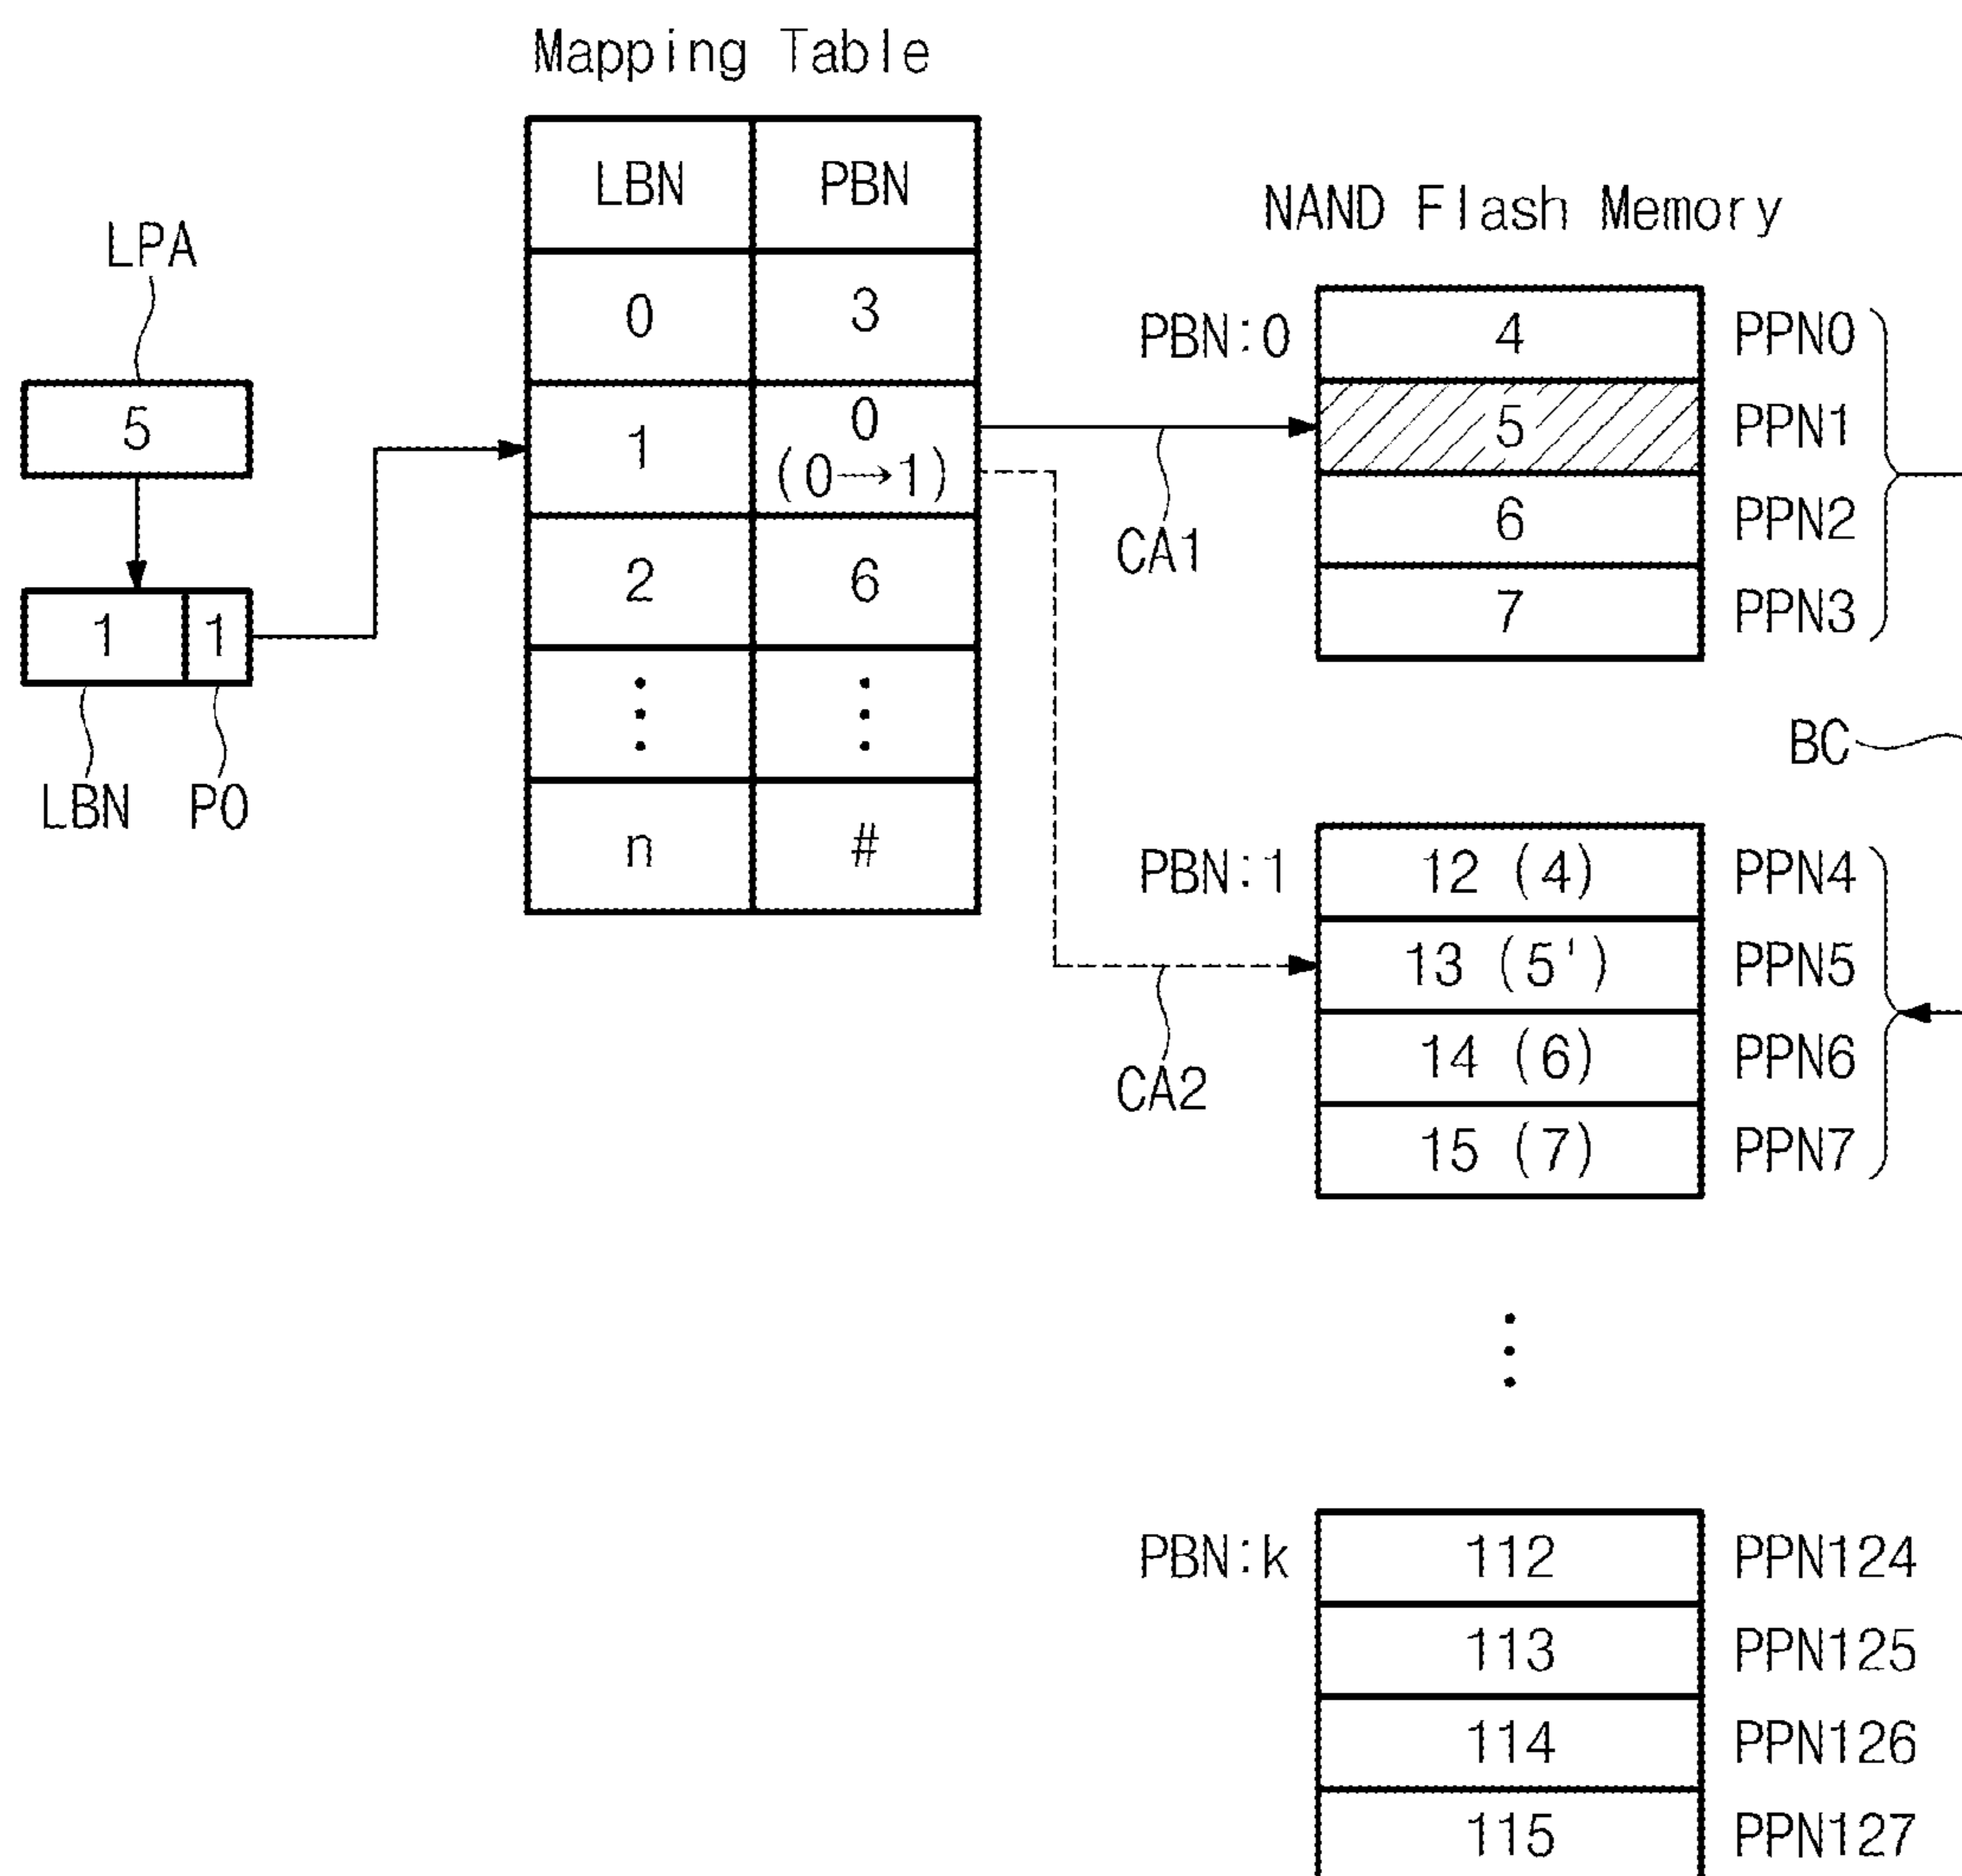 Mapping Table
LBN PBN
0 3
1 0
(0→1)
2 6
⋮ ⋮
n #
LPA
5
1 1
LBN PO
NAND Flash Memory
PBN:0 4 PPN0
5 PPN1
6 PPN2
7 PPN3
CA1
BC
PBN:1 12 (4) PPN4
13 (5') PPN5
14 (6) PPN6
15 (7) PPN7
CA2
⋮
PBN:k 112 PPN124
113 PPN125
114 PPN126
115 PPN127